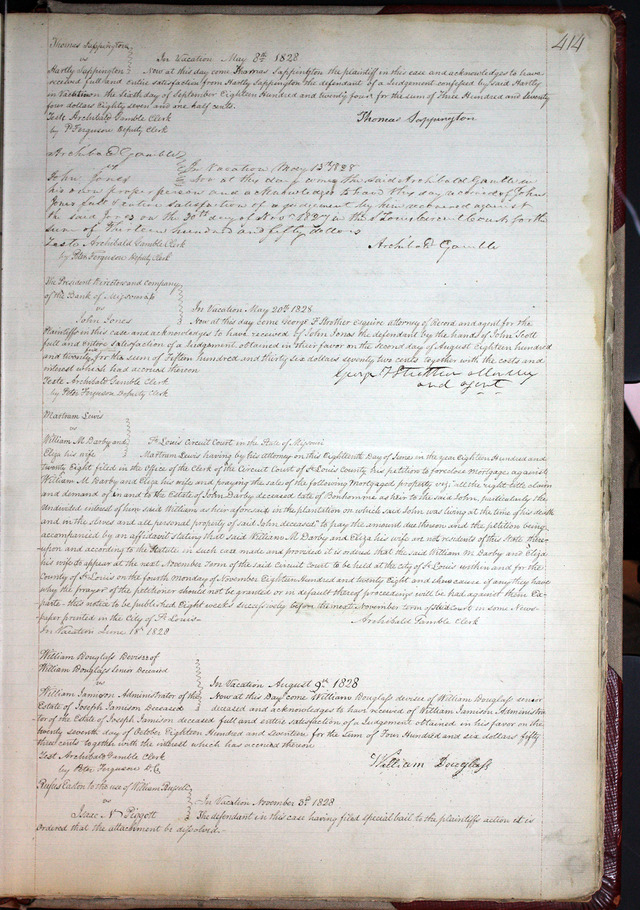 414
Thomas Sappington
vs
Hartly Sappington
In Vacation May 8th 1828
Now at this day come Thomas Sappington the plaintiff in this case and acknowledges to have
received full and entire satisfaction from Hartly Sappington the defendant of a Judgement confessed by said Hartly
in Vacation on the Sixth day of September Eighteen Hundred and twenty four for the sum of Three Hundred and Seventy
four dollars Eighty seven and one half cents.
Teste Archibald Gamble Clerk
by P Ferguson Deputy Clerk
Thomas Sappington
Archibald Gamble
vs
John Jones
In Vacation May 13th 1828
Now at this day comes the said Archibald Gamble in
his own proper person and acknowledges to have this day received of John
Jones full & entire satisfaction of a judgement by him recovered against
the said Jones on the 30th day of Novr 1827 in the St Louis Circuit Court for the
sum of Thirteen hundred and fifty dollars
Teste Archibald Gamble Clerk
by Peter Ferguson Deputy Clerk
Archibald Gamble
The President Directors and company
of the Bank of Missouri
vs
John Jones
In Vacation May 20th 1828
Now at this day come George F Strother Esquire attorney of Record and agent for the
Plaintiffs in this case and acknowledges to have received of John Jones the defendant by the hands of John Scott
full and entire satisfaction of a Judgement obtained in their favor on the second day of August Eighteen hundred
and twenty for the sum of Fifteen hundred and thirty six dollars seventy two cents together with the costs and
interest which had accrued thereon
Teste Archibald Gamble Clerk
by Peter Ferguson Deputy Clerk
George F Strother attorney
and agent
Martram Lewis
vs
William M Darby and
Eliza his wife
St Louis Circuit Court in the State of Missouri
Martram Lewis having by his attorney on this Eighteenth Day of June in the year Eighteen Hundred and
twenty Eight filed in the Office of the Clerk of the Circuit Court of St Louis County, his petition to foreclose Mortgage against
William M Darby and Eliza his wife and praying the sale of the following Mortgaged property viz "all the right title claim
and demand of in and to the Estate of John Darby deceased late of Bonhomme as heir to the said John, particularly the
Undivided interest of him said William as heir aforesaid in the plantation on which said John was living at the time of his death
and in the slaves and all personal property of said John deceased" to pay the amount due thereon and the petition being
accompanied by an affidavit stating that said William M Darby and Eliza his wife are not residents of this State there-
upon and according to the Statute in such case made and provided it is ordered that the said William M Darby and Eliza
his wife appear at the next November Term of the said Circuit Court to be held at the city of St Louis within and for the
County of St Louis on the fourth monday of November Eighteen Hundred and twenty Eight and shew cause if any they have
why the prayer of the petitioner should not be granted or in default thereof proceedings will be had against them Ex-
parte. this notice to be published Eight weeks successively before the next November term of said Court in some News-
paper printed in the City of St Louis
Archibald Gamble Clerk
In Vacation June 18th 1828
William Douglass Devisee of
William Douglass Senior Deceased
vs
William Jamison Administrator of the
Estate of Joseph Jamison Deceased
In Vacation August 9th 1828
Now at this Day come William Douglass devisee of William Douglass senior
deceased and acknowledges to have received of William Jamison Administra-
tor of the Estate of Joseph Jamison deceased full and entire satisfaction of a Judgement obtained in his favor on the
twenty seventh day of October Eighteen Hundred and Seventeen for the Sum of Four Hundred and six dollars fifty
three cents together with the interest which has accrued thereon
Test Archibald Gamble Clerk
by Peter Ferguson D.C.
William Douglass
Rufus Easton to the use of William Russell
vs
Isaac N Piggott
In Vacation November 3d 1828
The defendant in this case having filed special bail to the plaintiffs action it is
ordered that the attachment be dissolved.